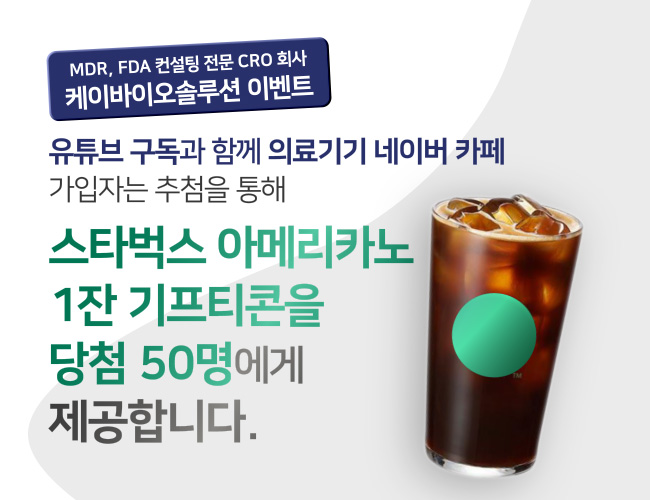 MDR, FDA 컨설팅 전문 CRO 회사
케이바이오솔루션 이벤트
유튜브 구독과 함께 의료기기 네이버 카페
가입자는 추첨을 통해
스타벅스 아메리카노
1잔 기프티콘을
당첨 50명에게
제공합니다.
TM